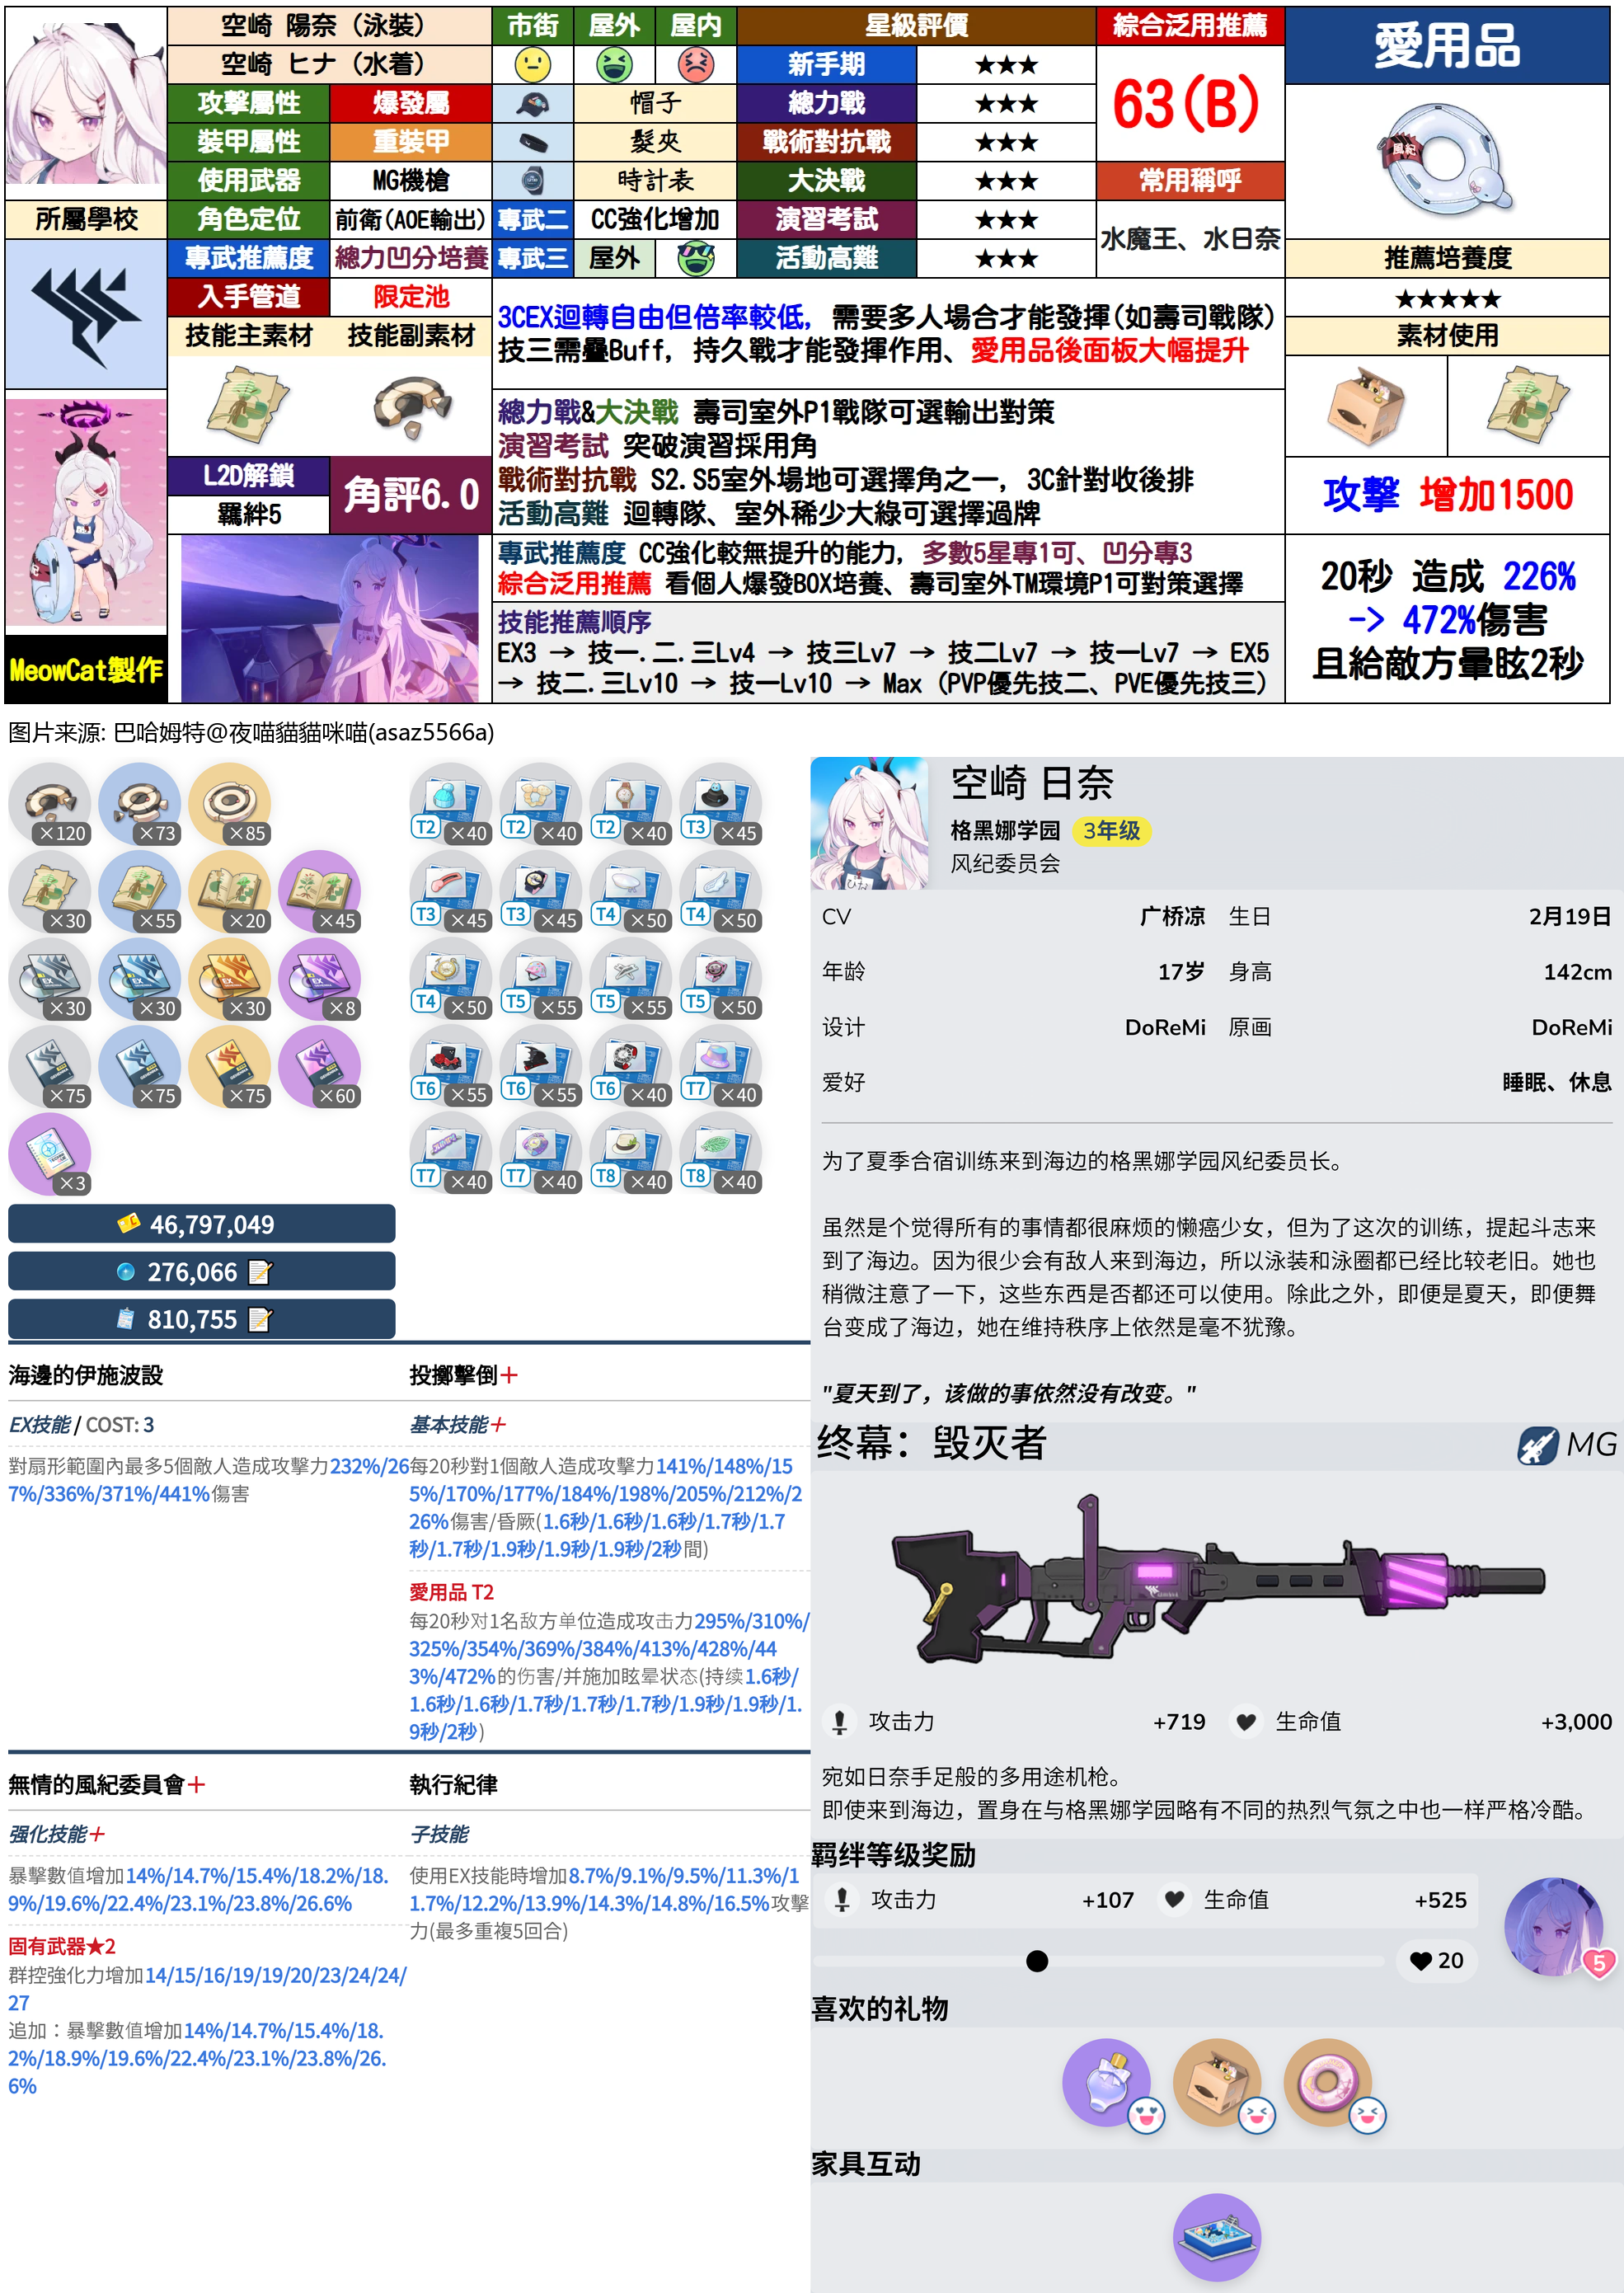 空崎 陽奈（泳裝）
空崎 ヒナ（水着）
攻擊屬性 爆發屬
裝甲屬性 重裝甲
使用武器 MG機槍
所屬學校
角色定位 前衛(AOE輸出)
專武推薦度 總力凹分培養
入手管道 限定池
技能主素材 技能副素材
L2D解鎖
羈絆5
角評6.0
MeowCat製作
市街 屋外 屋内
帽子
髮夾
時計表
專武二 CC強化增加
專武三 屋外
星級評價
新手期 ★★★
總力戰 ★★★
戰術對抗戰 ★★★
大決戰 ★★★
演習考試 ★★★
活動高難 ★★★
綜合泛用推薦
63(B)
常用稱呼
水魔王、水日奈
3CEX迴轉自由但倍率較低, 需要多人場合才能發揮(如壽司戰隊)
技三需疊Buff, 持久戰才能發揮作用、愛用品後面板大幅提升
總力戰&大決戰 壽司室外P1戰隊可選輸出對策
演習考試 突破演習採用角
戰術對抗戰 S2.S5室外場地可選擇角之一, 3C針對收後排
活動高難 迴轉隊、室外稀少大綠可選擇過牌
專武推薦度 CC強化較無提升的能力, 多數5星專1可、凹分專3
綜合泛用推薦 看個人爆發BOX培養、壽司室外TM環境P1可對策選擇
技能推薦順序
EX3 → 技一.二.三Lv4 → 技三Lv7 → 技二Lv7 → 技一Lv7 → EX5
→ 技二.三Lv10 → 技一Lv10 → Max（PVP優先技二、PVE優先技三）
愛用品
風紀
推薦培養度
★★★★★
素材使用
攻擊 增加1500
20秒 造成 226%
-> 472%傷害
且給敵方暈眩2秒
图片来源: 巴哈姆特@夜喵貓貓咪喵(asaz5566a)
×120 ×73 ×85
×30 ×55 ×20 ×45
×30 ×30 ×30 ×8
×75 ×75 ×75 ×60
×3
46,797,049
276,066
810,755
T2 ×40 T2 ×40 T2 ×40 T3 ×45
T3 ×45 T3 ×45 T4 ×50 T4 ×50
T4 ×50 T5 ×55 T5 ×55 T5 ×50
T6 ×55 T6 ×55 T6 ×40 T7 ×40
T7 ×40 T7 ×40 T8 ×40 T8 ×40
海邊的伊施波設
EX技能 / COST: 3
對扇形範圍內最多5個敵人造成攻擊力232%/26
7%/336%/371%/441%傷害
投擲擊倒+
基本技能+
每20秒對1個敵人造成攻擊力141%/148%/15
5%/170%/177%/184%/198%/205%/212%/2
26%傷害/昏厥(1.6秒/1.6秒/1.6秒/1.7秒/1.7
秒/1.7秒/1.9秒/1.9秒/1.9秒/2秒間)
愛用品 T2
每20秒对1名敌方单位造成攻击力295%/310%/
325%/354%/369%/384%/413%/428%/44
3%/472%的伤害/并施加眩晕状态(持续1.6秒/
1.6秒/1.6秒/1.7秒/1.7秒/1.7秒/1.9秒/1.9秒/1.
9秒/2秒)
無情的風紀委員會+
强化技能+
暴擊數值增加14%/14.7%/15.4%/18.2%/18.
9%/19.6%/22.4%/23.1%/23.8%/26.6%
固有武器★2
群控強化力增加14/15/16/19/19/20/23/24/24/
27
追加：暴擊數值增加14%/14.7%/15.4%/18.
2%/18.9%/19.6%/22.4%/23.1%/23.8%/26.
6%
執行紀律
子技能
使用EX技能時增加8.7%/9.1%/9.5%/11.3%/1
1.7%/12.2%/13.9%/14.3%/14.8%/16.5%攻擊
力(最多重複5回合)
空崎 日奈
格黑娜学园 3年级
风纪委员会
ひな
CV 广桥凉 生日 2月19日
年龄 17岁 身高 142cm
设计 DoReMi 原画 DoReMi
爱好 睡眠、休息
为了夏季合宿训练来到海边的格黑娜学园风纪委员长。
虽然是个觉得所有的事情都很麻烦的懒癌少女，但为了这次的训练，提起斗志来
到了海边。因为很少会有敌人来到海边，所以泳装和泳圈都已经比较老旧。她也
稍微注意了一下，这些东西是否都还可以使用。除此之外，即便是夏天，即便舞
台变成了海边，她在维持秩序上依然是毫不犹豫。
"夏天到了，该做的事依然没有改变。"
终幕：毁灭者 MG
攻击力 +719 生命值 +3,000
宛如日奈手足般的多用途机枪。
即使来到海边，置身在与格黑娜学园略有不同的热烈气氛之中也一样严格冷酷。
羁绊等级奖励
攻击力 +107 生命值 +525
20
5
喜欢的礼物
家具互动